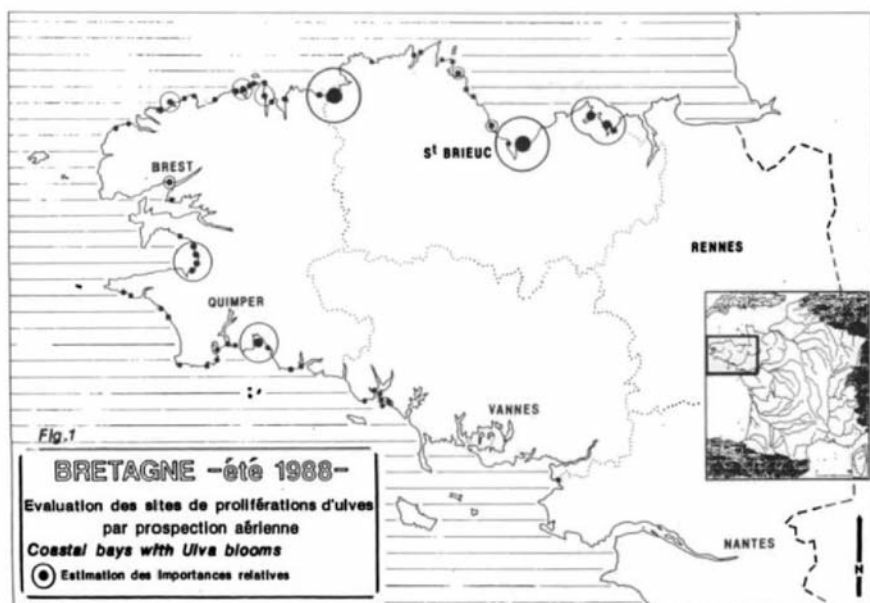 St BRIEUC
BREST
RENNES
QUIMPER
VANNES
Fig.1
BRETAGNE -été 1988-
Evaluation des sites de proliférations d'ulves
par prospection aérienne
Coastal bays with Ulva blooms
Estimation des importances relatives
NANTES
N